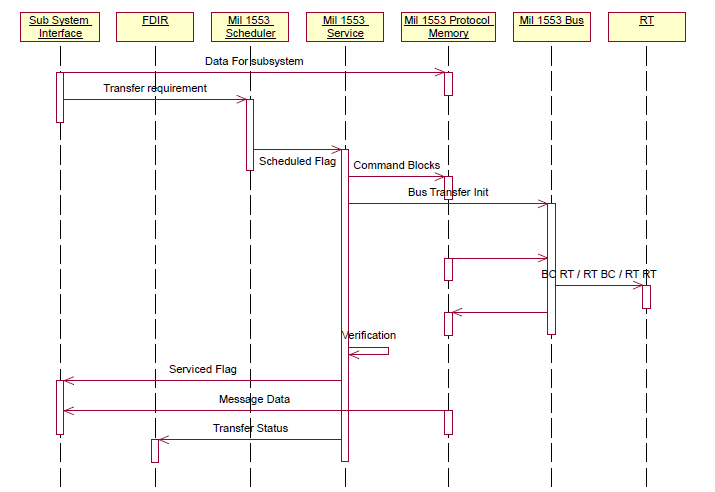 Sub System
Interface
FDIR
Mil 1553
Scheduler
Mil 1553
Service
Mil 1553 Protocol
Memory
Mil 1553 Bus
RT
Data For subsystem
Transfer requirement
Scheduled Flag
Command Blocks
Bus Transfer Init
BC RT / RT BC / RT RT
Verification
Serviced Flag
Message Data
Transfer Status